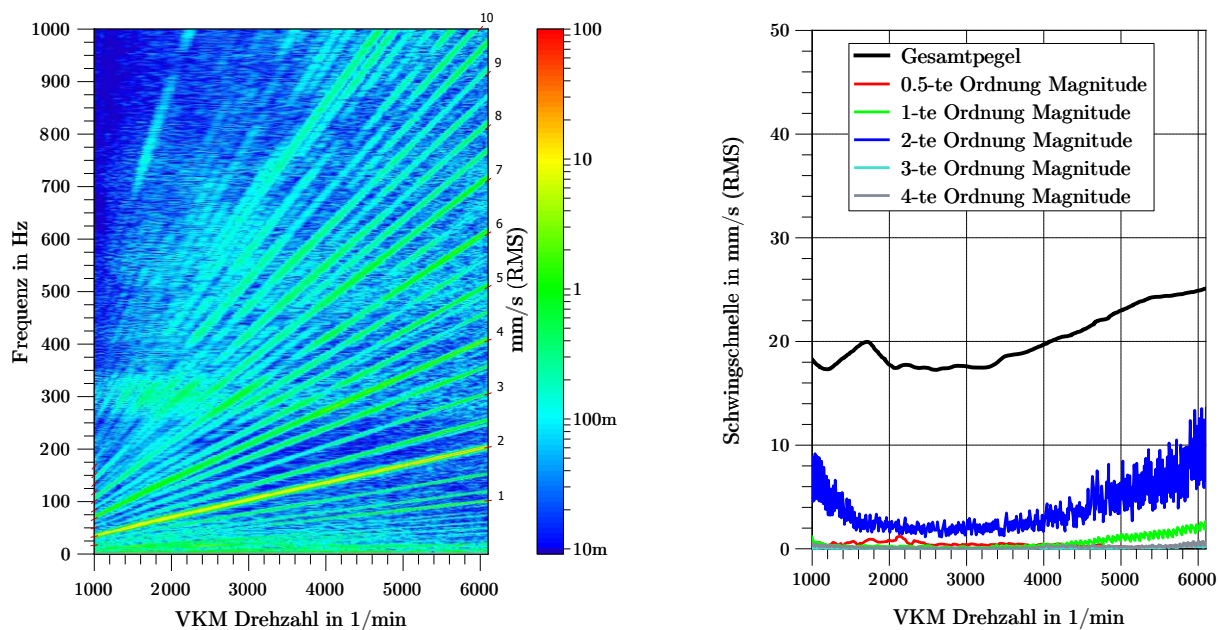 1000
900
800
700
600
500
400
300
200
100
0
Frequenz in Hz
1000 2000 3000 4000 5000 6000
VKM Drehzahl in 1/min
10
9
8
7
6
5
4
3
2
1
100
10
1
100m
10m
mm/s (RMS)
50
40
30
20
10
0
Schwingschnelle in mm/s (RMS)
Gesamtpegel
0.5-te Ordnung Magnitude
1-te Ordnung Magnitude
2-te Ordnung Magnitude
3-te Ordnung Magnitude
4-te Ordnung Magnitude
1000 2000 3000 4000 5000 6000
VKM Drehzahl in 1/min